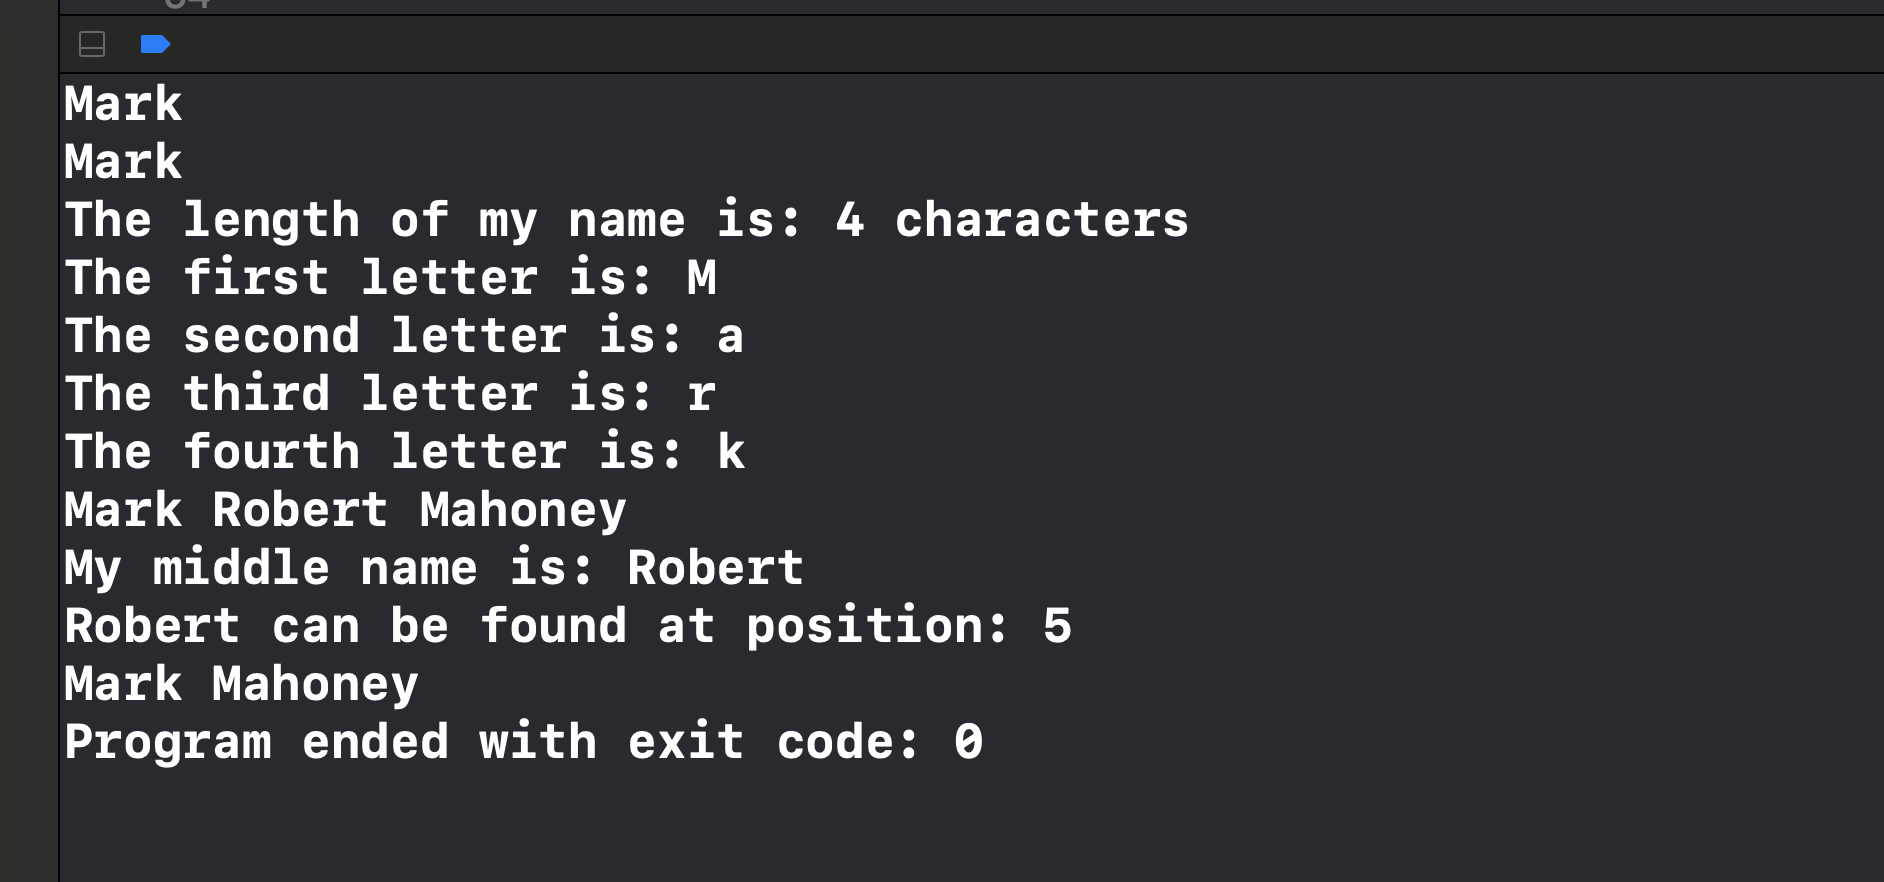 Mark
Mark
The length of my name is: 4 characters
The first letter is: M
The second letter is: a
The third letter is: r
The fourth letter is: k
Mark Robert Mahoney
My middle name is: Robert
Robert can be found at position: 5
Mark Mahoney
Program ended with exit code: 0